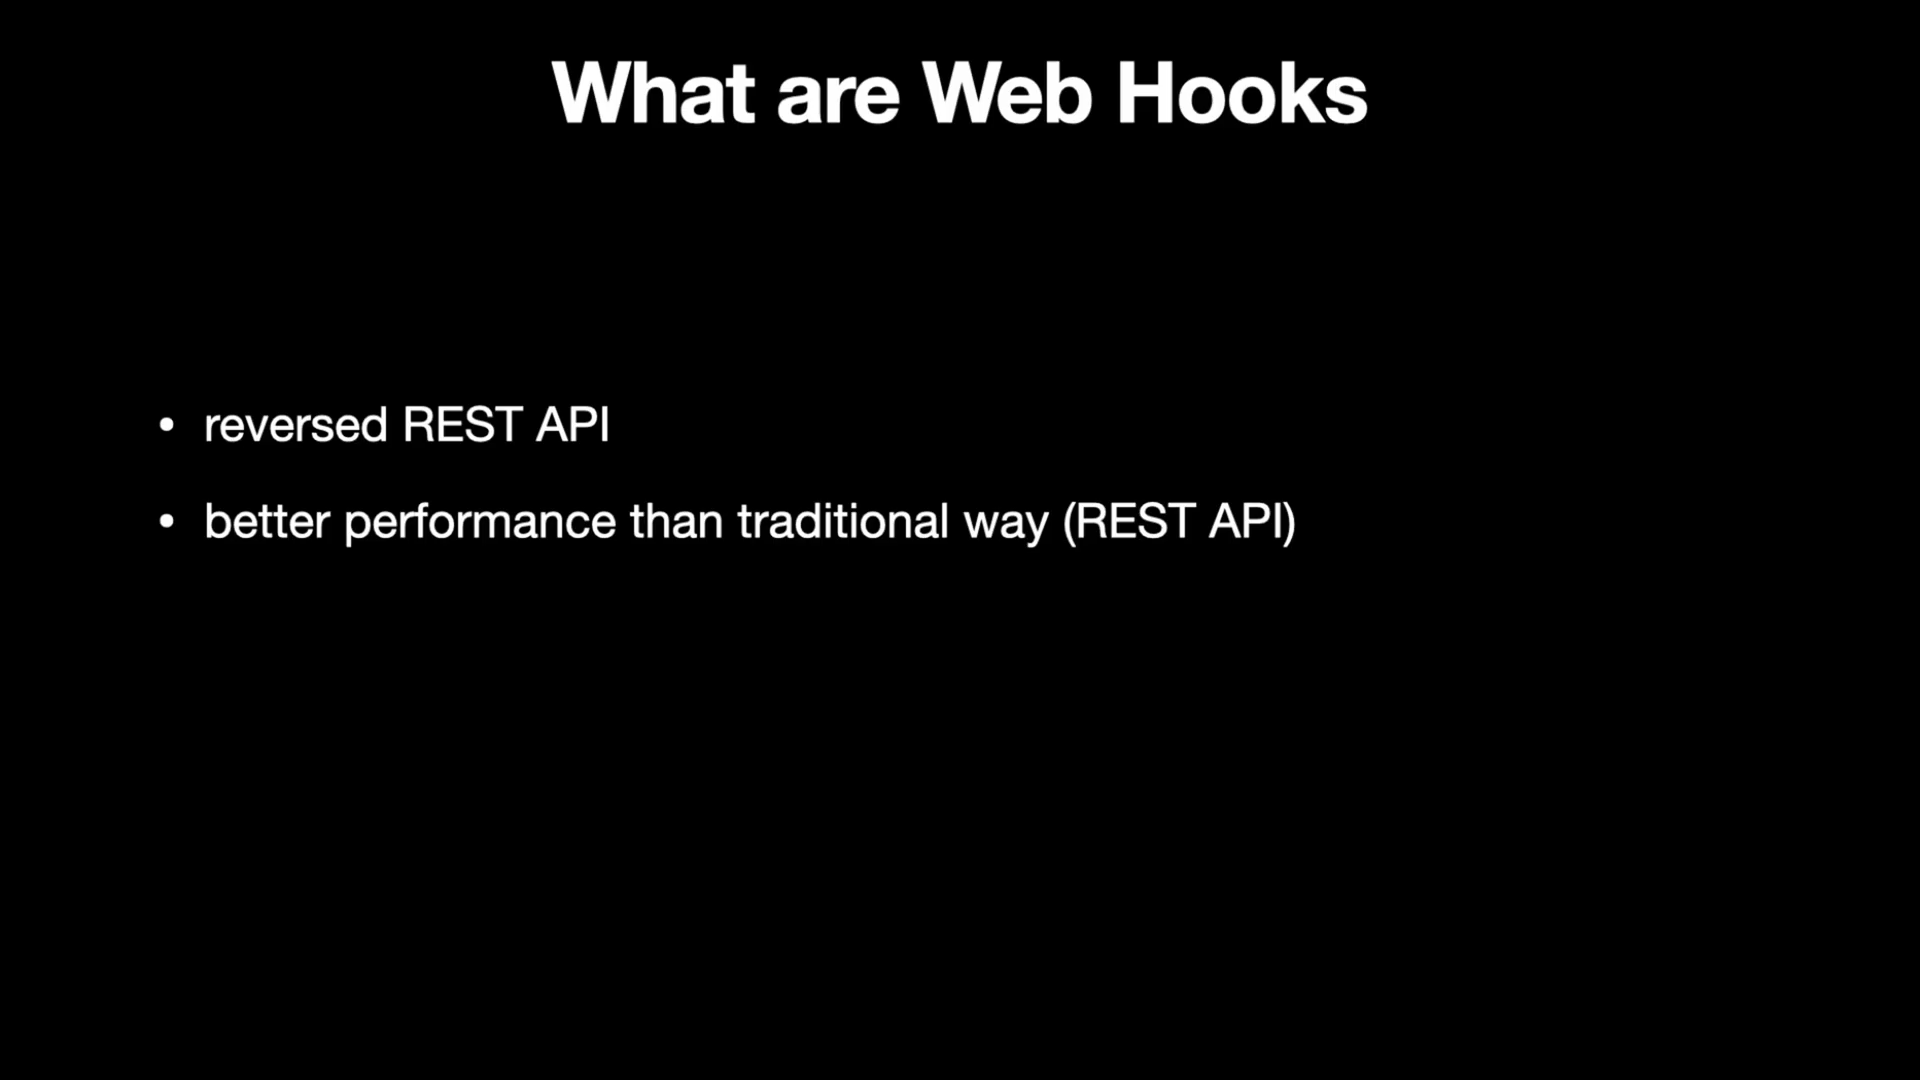 What are Web Hooks
• reversed REST API
• better performance than traditional way (REST API)